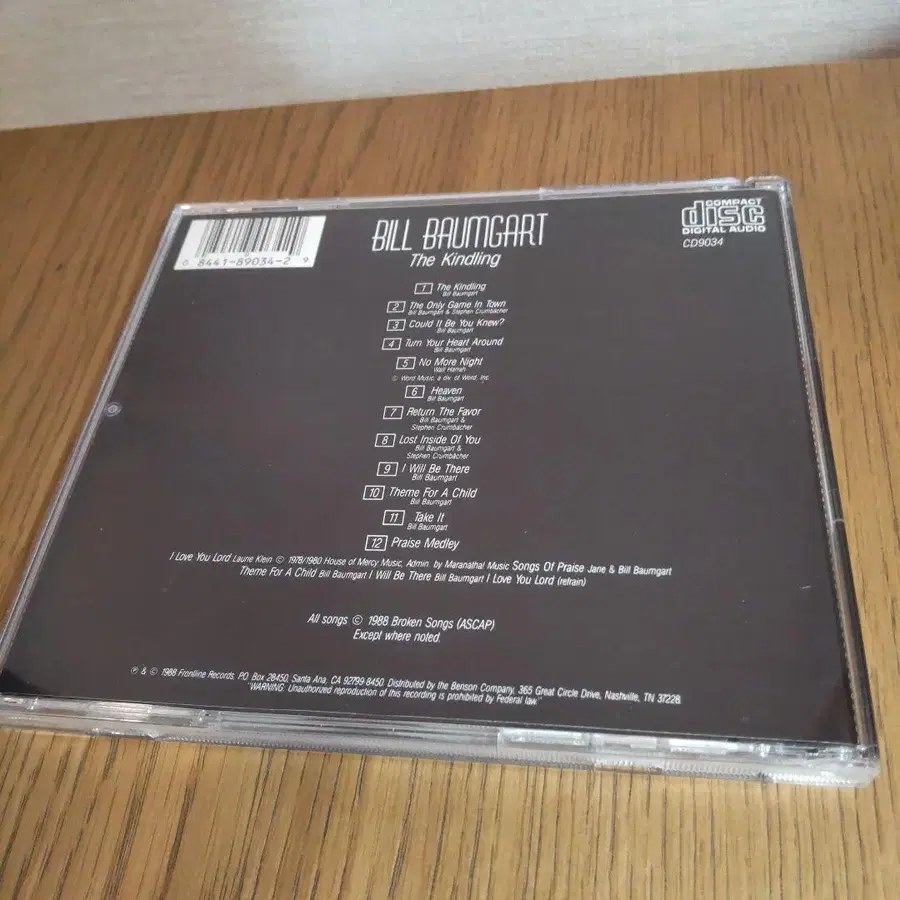 0 8441-89034-2 9
BILL BAUMGART
The Kindling
COMPACT
disc
DIGITAL AUDIO
CD9034
1 The Kindling
Bill Baumgart
2 The Only Game In Town
Bill Baumgart & Stephen Crumbächer
3 Could It Be You Knew?
Bill Baumgart
4 Turn Your Heart Around
Bill Baumgart
5 No More Night
Walt Harrah
© Word Music, a div. of Word, Inc.
6 Heaven
Bill Baumgart
7 Return The Favor
Bill Baumgart &
Stephen Crumbächer
8 Lost Inside Of You
Bill Baumgart &
Stephen Crumbächer
9 I Will Be There
Bill Baumgart
10 Theme For A Child
Bill Baumgart
11 Take It
Bill Baumgart
12 Praise Medley
I Love You Lord Laurie Klein © 1978/1980 House of Mercy Music, Admin. by Maranatha! Music Songs Of Praise Jane & Bill Baumgart
Theme For A Child Bill Baumgart I Will Be There Bill Baumgart I Love You Lord (refrain)
All songs © 1988 Broken Songs (ASCAP)
Except where noted.
℗ & © 1988 Frontline Records, P.O. Box 28450, Santa Ana, CA 92799-8450. Distributed by the Benson Company, 365 Great Circle Drive, Nashville, TN 37228.
"WARNING: Unauthorized reproduction of this recording is prohibited by Federal law."